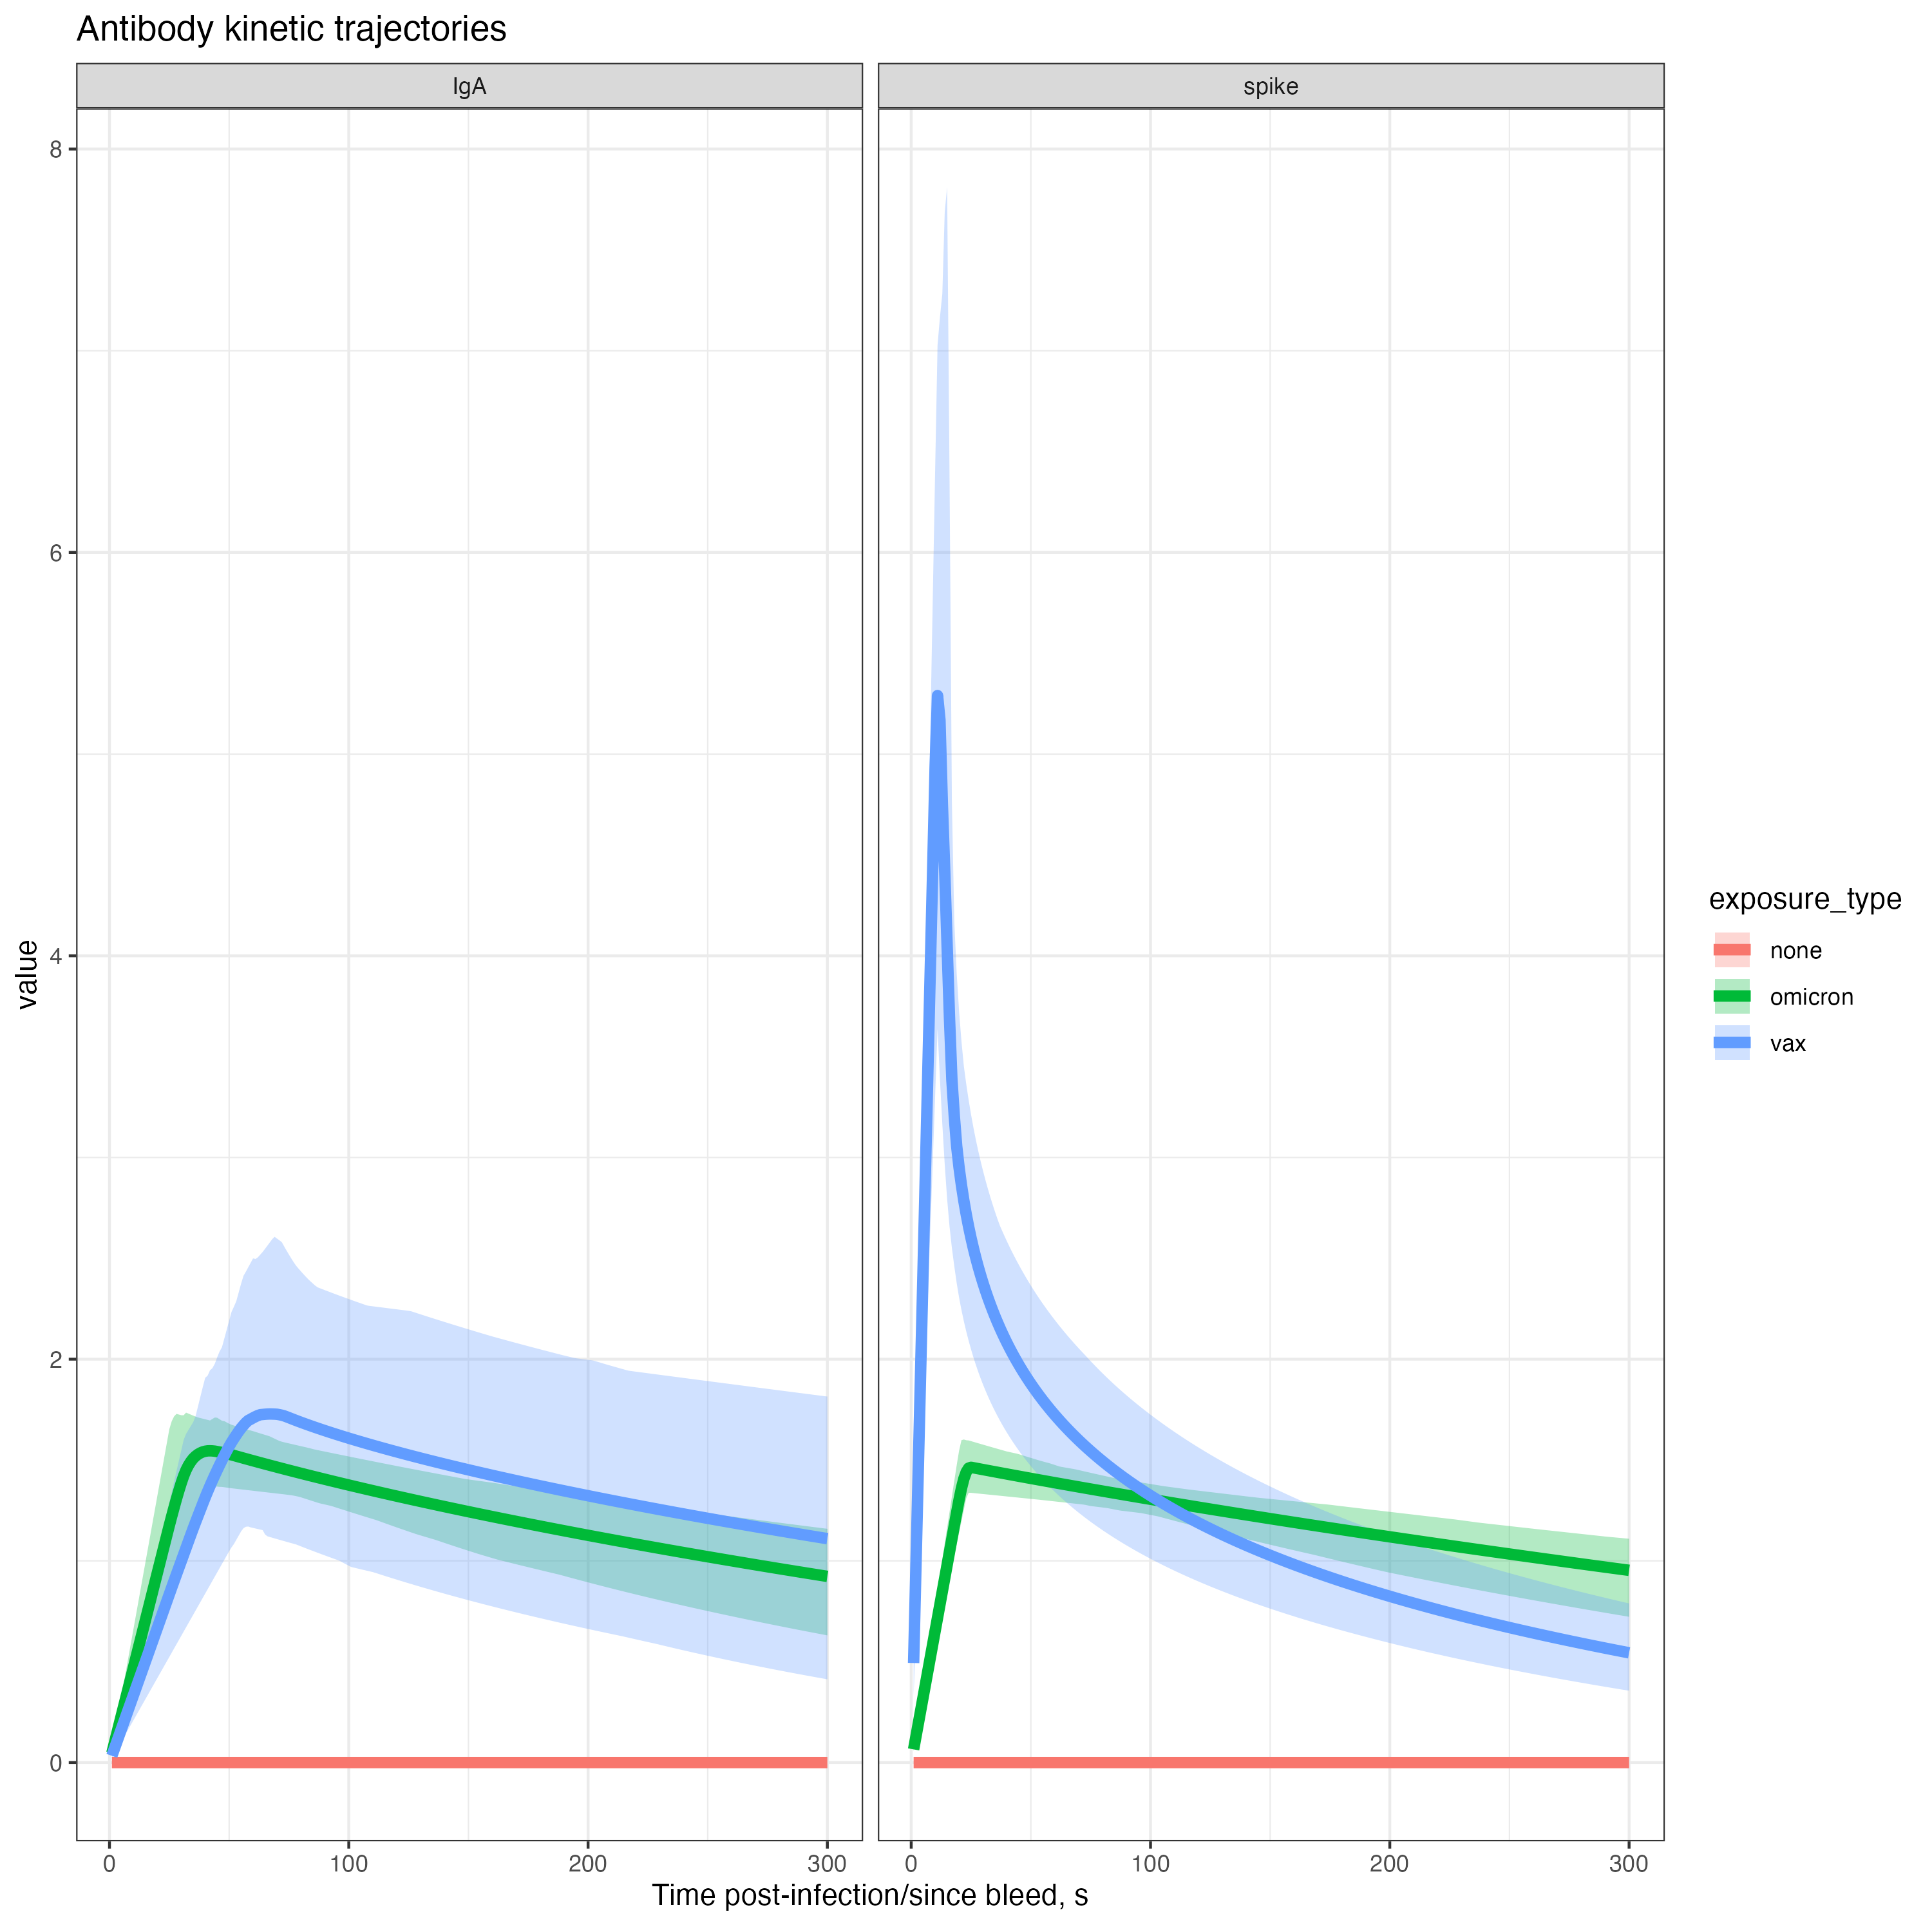 Antibody kinetic trajectories
IgA
spike
8
6
4
2
0
value
0 100 200 300
0 100 200 300
Time post-infection/since bleed, s
exposure_type
none
omicron
vax